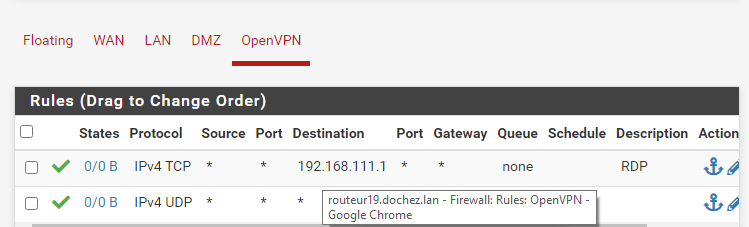 Floating WAN LAN DMZ OpenVPN
Rules (Drag to Change Order)
States Protocol Source Port Destination Port Gateway Queue Schedule Description Action
0/0 B IPv4 TCP * * 192.168.111.1 * * none RDP
0/0 B IPv4 UDP * * *
routeur19.dochez.lan - Firewall: Rules: OpenVPN -
Google Chrome